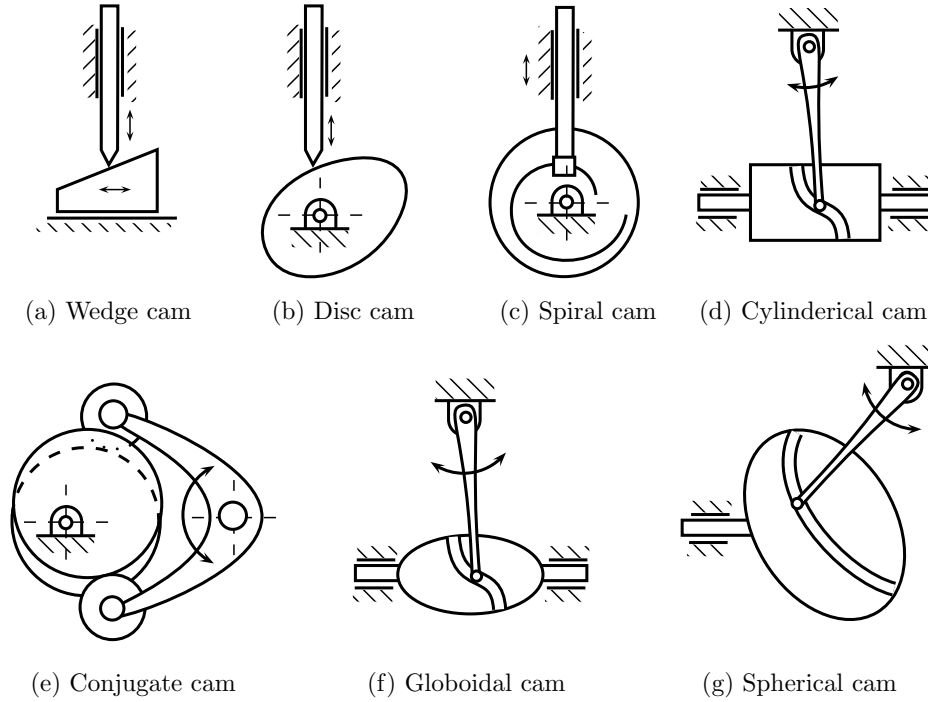 (a) Wedge cam
(b) Disc cam
(c) Spiral cam
(d) Cylinderical cam
(e) Conjugate cam
(f) Globoidal cam
(g) Spherical cam